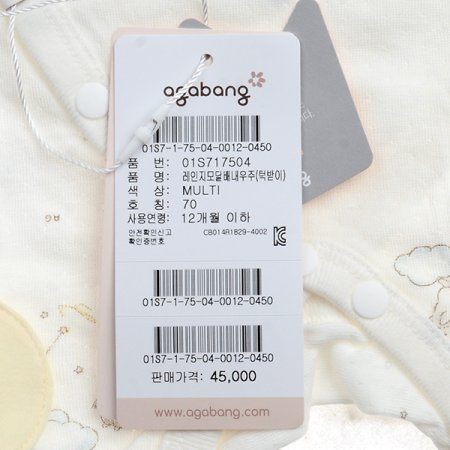 agabang
01S7-1-75-04-0012-0450
품 번: 01S717504
품 명: 레인지모달배내우주(턱받이)
색 상: MULTI
호 칭: 70
사용연령: 12개월 이하
안전확인신고
확인증번호 CB014R1B29-4002
01S7-1-75-04-0012-0450
01S7-1-75-04-0012-0450
판매가격: 45,000
www.agabang.com